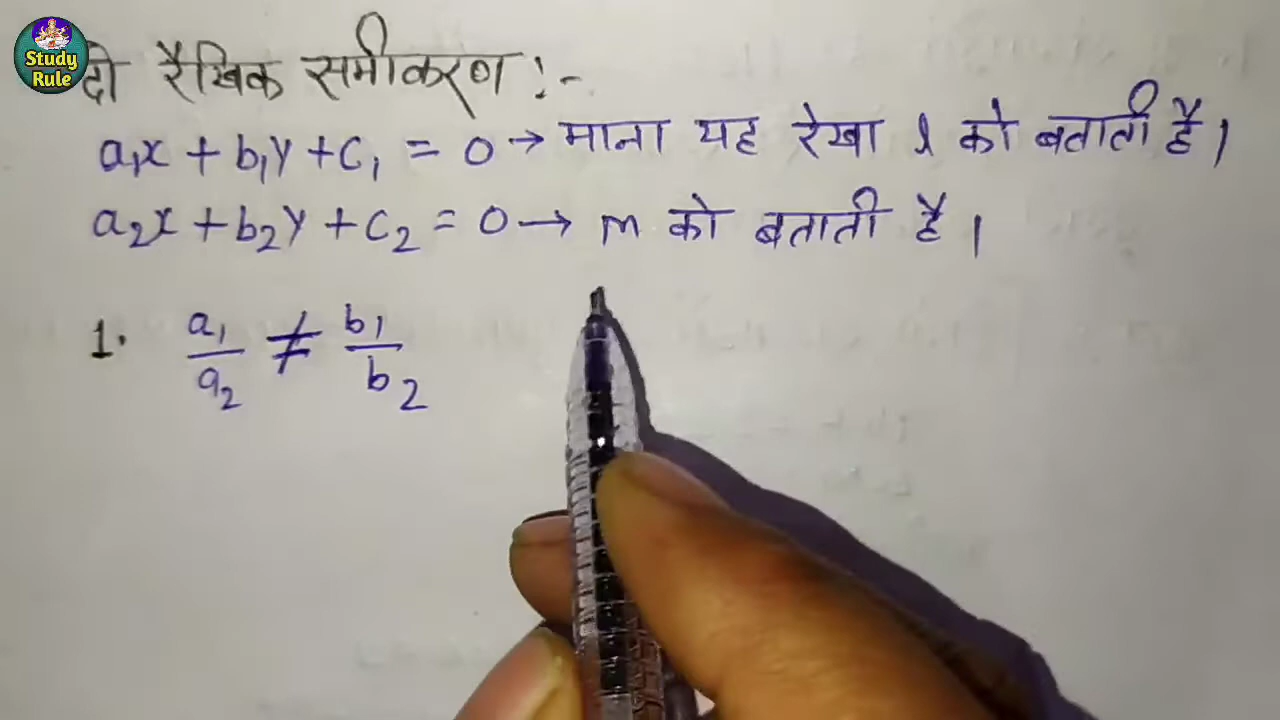 Study
Rule
दो रैखिक समीकरण :-
a₁x + b₁y + c₁ = 0 → माना यह रेखा l को बताती है।
a₂x + b₂y + c₂ = 0 → m को बताती है।
1. a₁/a₂ ≠ b₁/b₂